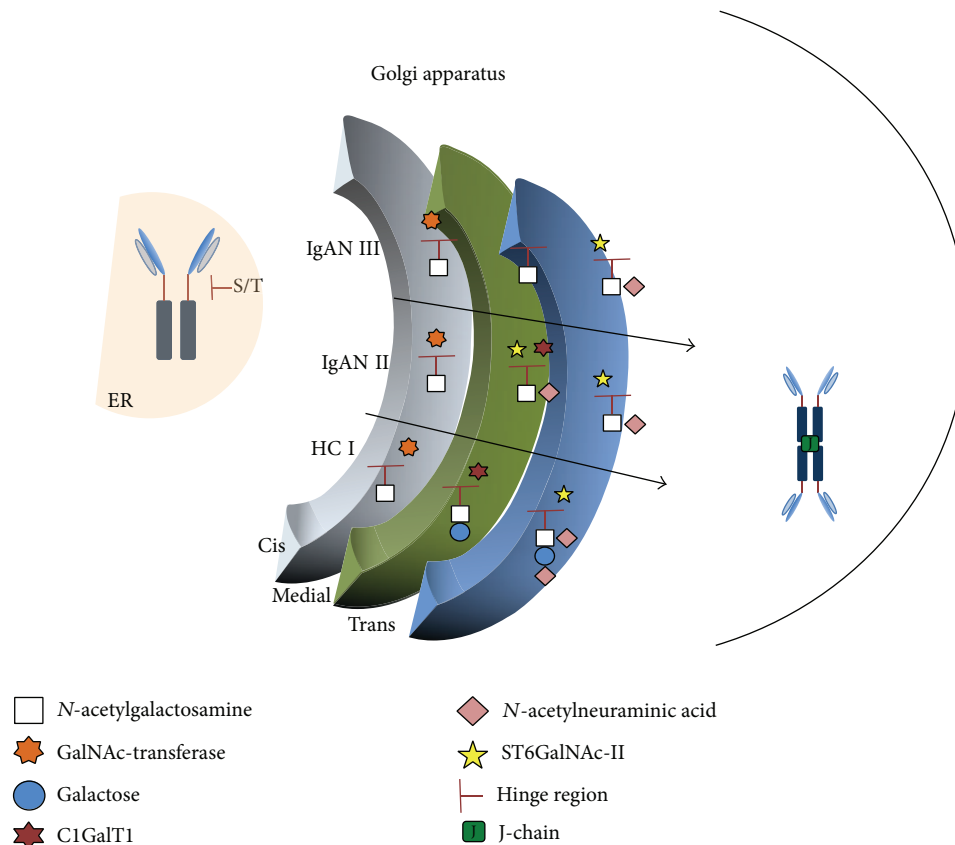 Golgi apparatus
IgAN III
S/T
IgAN II
ER
HC I
J
Cis
Medial
Trans
N-acetylgalactosamine
N-acetylneuraminic acid
GalNAc-transferase
ST6GalNAc-II
Galactose
Hinge region
C1GalT1
J
J-chain